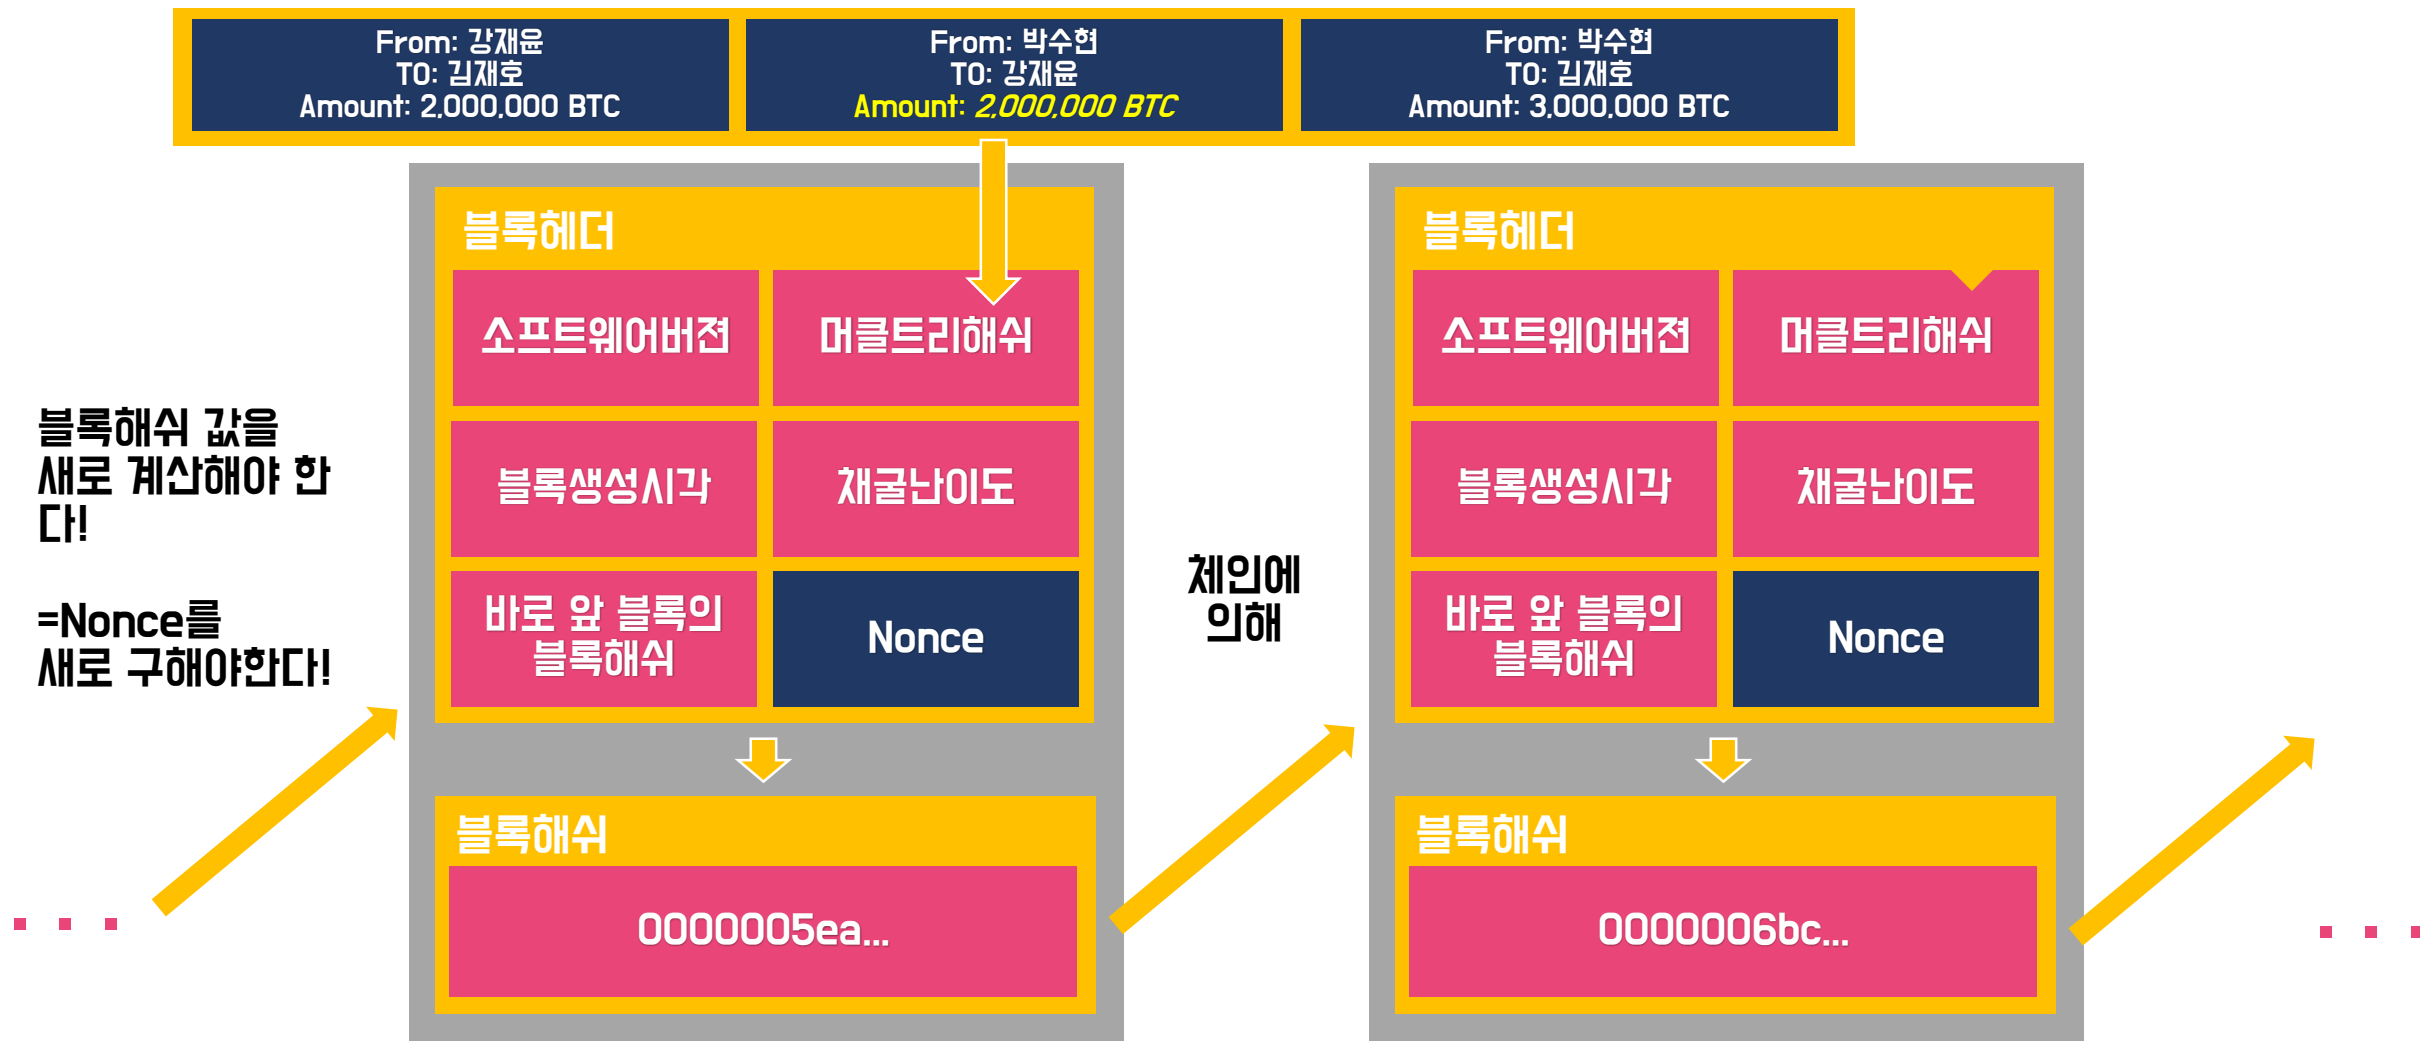 From: 강재윤
TO: 김재호
Amount: 2,000,000 BTC
From: 박수현
TO: 강재윤
Amount: 2,000,000 BTC
From: 박수현
TO: 김재호
Amount: 3,000,000 BTC
블록해쉬 값을
새로 계산해야 한
다!
=Nonce를
새로 구해야한다!
블록헤더
소프트웨어버젼
머클트리해쉬
블록생성시각
채굴난이도
바로 앞 블록의
블록해쉬
Nonce
블록해쉬
0000005ea...
체인에
의해
블록헤더
소프트웨어버젼
머클트리해쉬
블록생성시각
채굴난이도
바로 앞 블록의
블록해쉬
Nonce
블록해쉬
0000006bc...